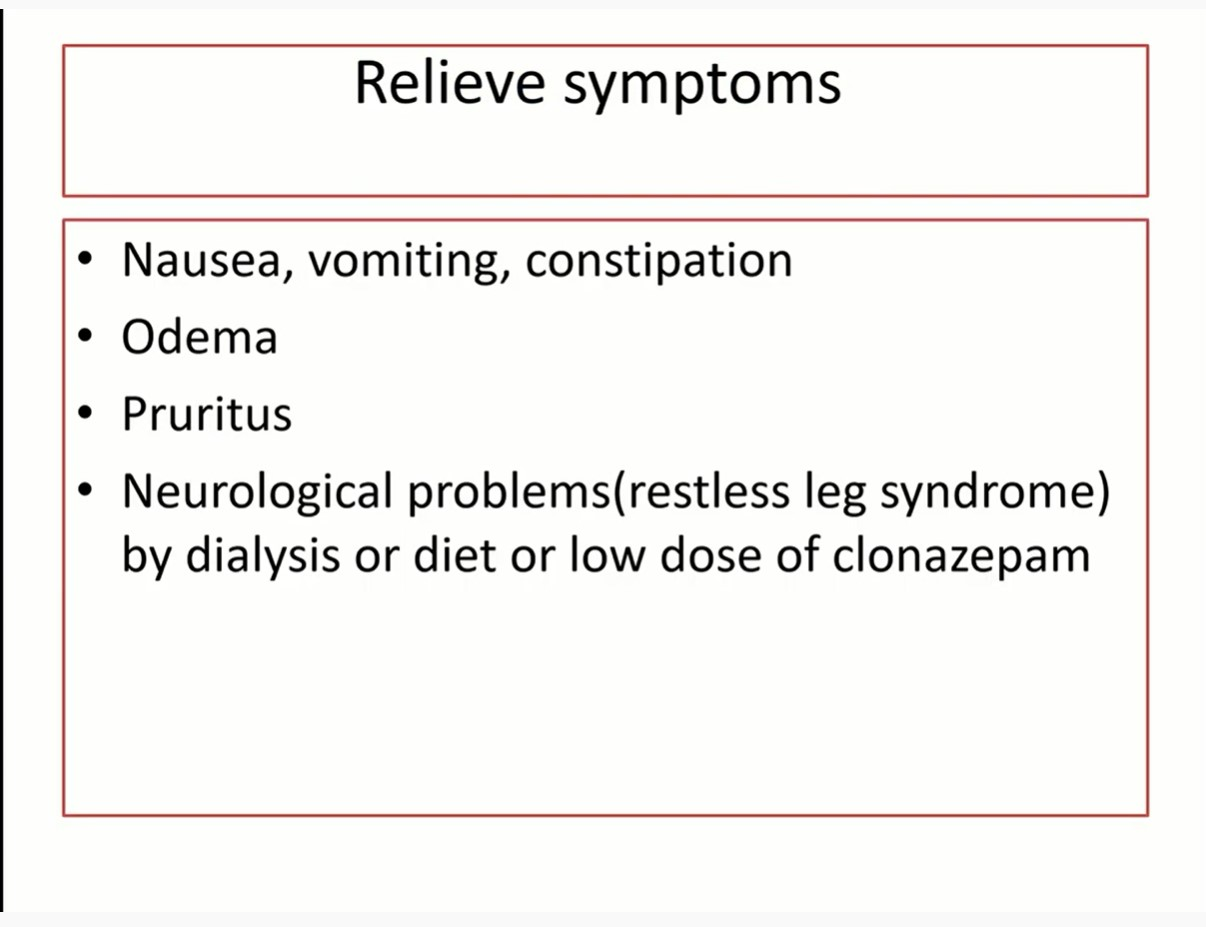 Relieve symptoms
• Nausea, vomiting, constipation
• Odema
• Pruritus
• Neurological problems(restless leg syndrome)
by dialysis or diet or low dose of clonazepam